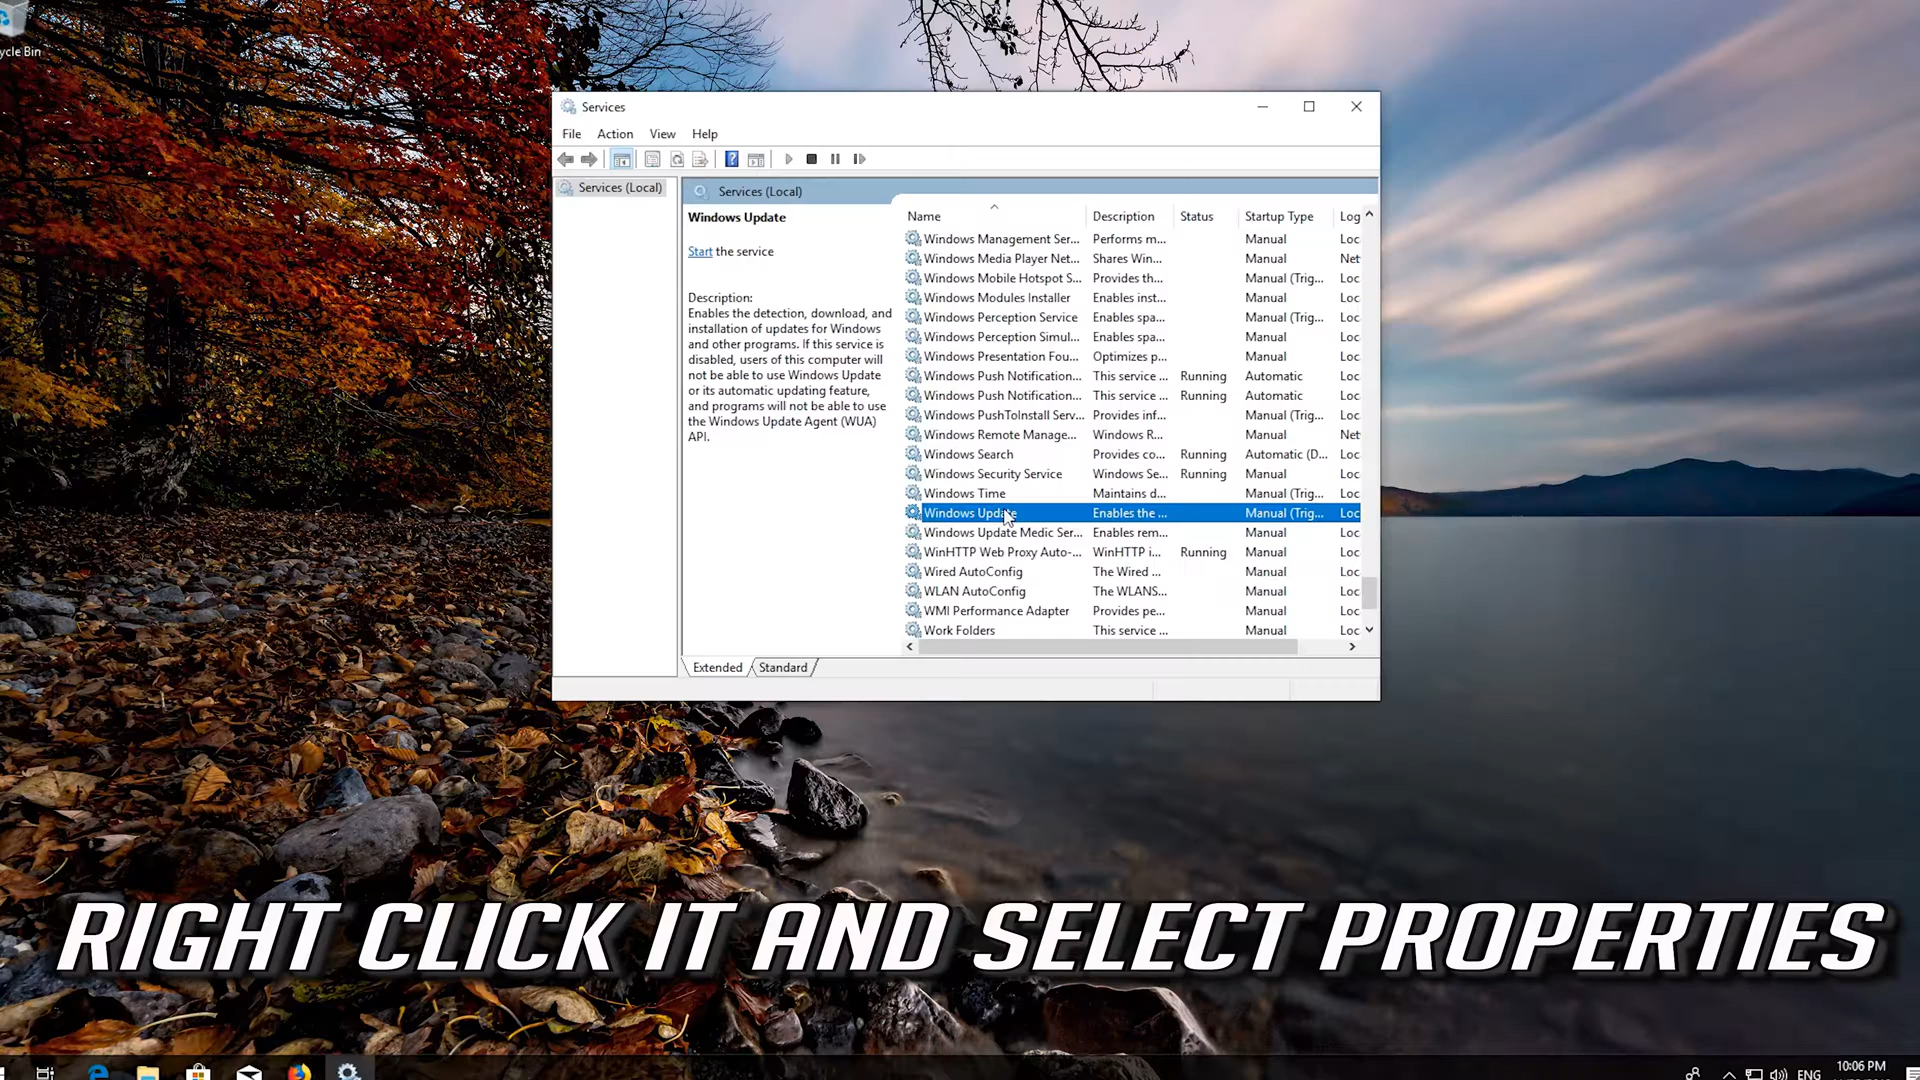 ycle Bin
Services
File Action View Help
Services (Local)
Services (Local)
Windows Update
Start the service
Description:
Enables the detection, download, and
installation of updates for Windows
and other programs. If this service is
disabled, users of this computer will
not be able to use Windows Update
or its automatic updating feature,
and programs will not be able to use
the Windows Update Agent (WUA)
API.
Name Description Status Startup Type Log
Windows Management Ser... Performs m... Manual Loc
Windows Media Player Net... Shares Win... Manual Net
Windows Mobile Hotspot S... Provides th... Manual (Trig... Loc
Windows Modules Installer Enables inst... Manual Loc
Windows Perception Service Enables spa... Manual (Trig... Loc
Windows Perception Simul... Enables spa... Manual Loc
Windows Presentation Fou... Optimizes p... Manual Loc
Windows Push Notification... This service ... Running Automatic Loc
Windows Push Notification... This service ... Running Automatic Loc
Windows PushToInstall Serv... Provides inf... Manual (Trig... Loc
Windows Remote Manage... Windows R... Manual Net
Windows Search Provides co... Running Automatic (D... Loc
Windows Security Service Windows Se... Running Manual Loc
Windows Time Maintains d... Manual (Trig... Loc
Windows Update Enables the ... Manual (Trig... Loc
Windows Update Medic Ser... Enables rem... Manual Loc
WinHTTP Web Proxy Auto-... WinHTTP i... Running Manual Loc
Wired AutoConfig The Wired ... Manual Loc
WLAN AutoConfig The WLANS... Manual Loc
WMI Performance Adapter Provides pe... Manual Loc
Work Folders This service ... Manual Loc
Extended Standard
RIGHT CLICK IT AND SELECT PROPERTIES
ENG 10:06 PM